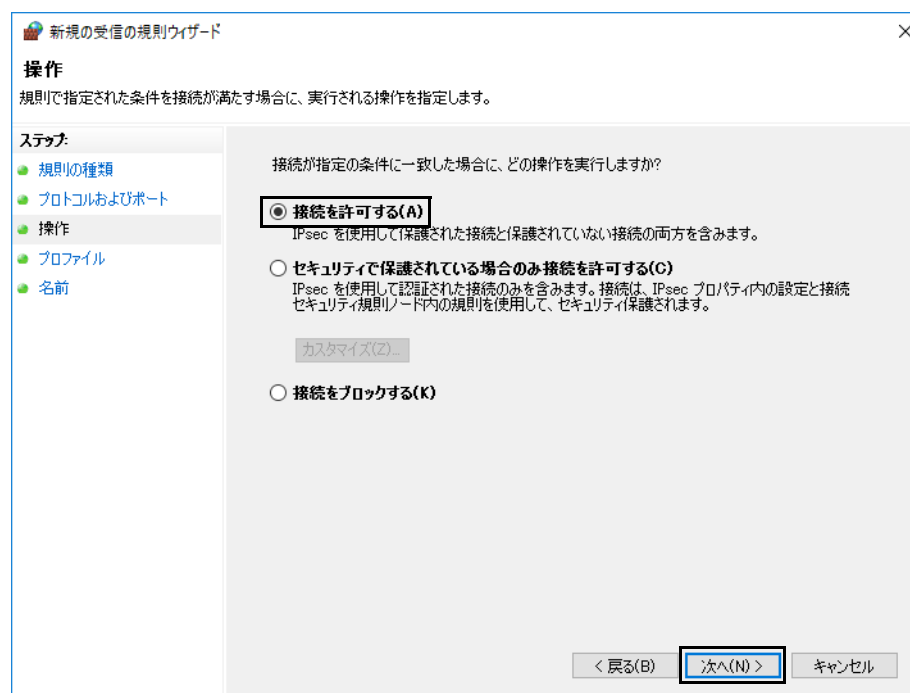 新規の受信の規則ウィザード
操作
規則で指定された条件を接続が満たす場合に、実行される操作を指定します。
ステップ:
規則の種類
プロトコルおよびポート
操作
プロファイル
名前
接続が指定の条件に一致した場合に、どの操作を実行しますか?
接続を許可する(A)
IPsec を使用して保護された接続と保護されていない接続の両方を含みます。
セキュリティで保護されている場合のみ接続を許可する(C)
IPsec を使用して認証された接続のみを含みます。接続は、IPsec プロパティ内の設定と接続
セキュリティ規則ノード内の規則を使用して、セキュリティ保護されます。
カスタマイズ(Z)...
接続をブロックする(K)
< 戻る(B)
次へ(N) >
キャンセル